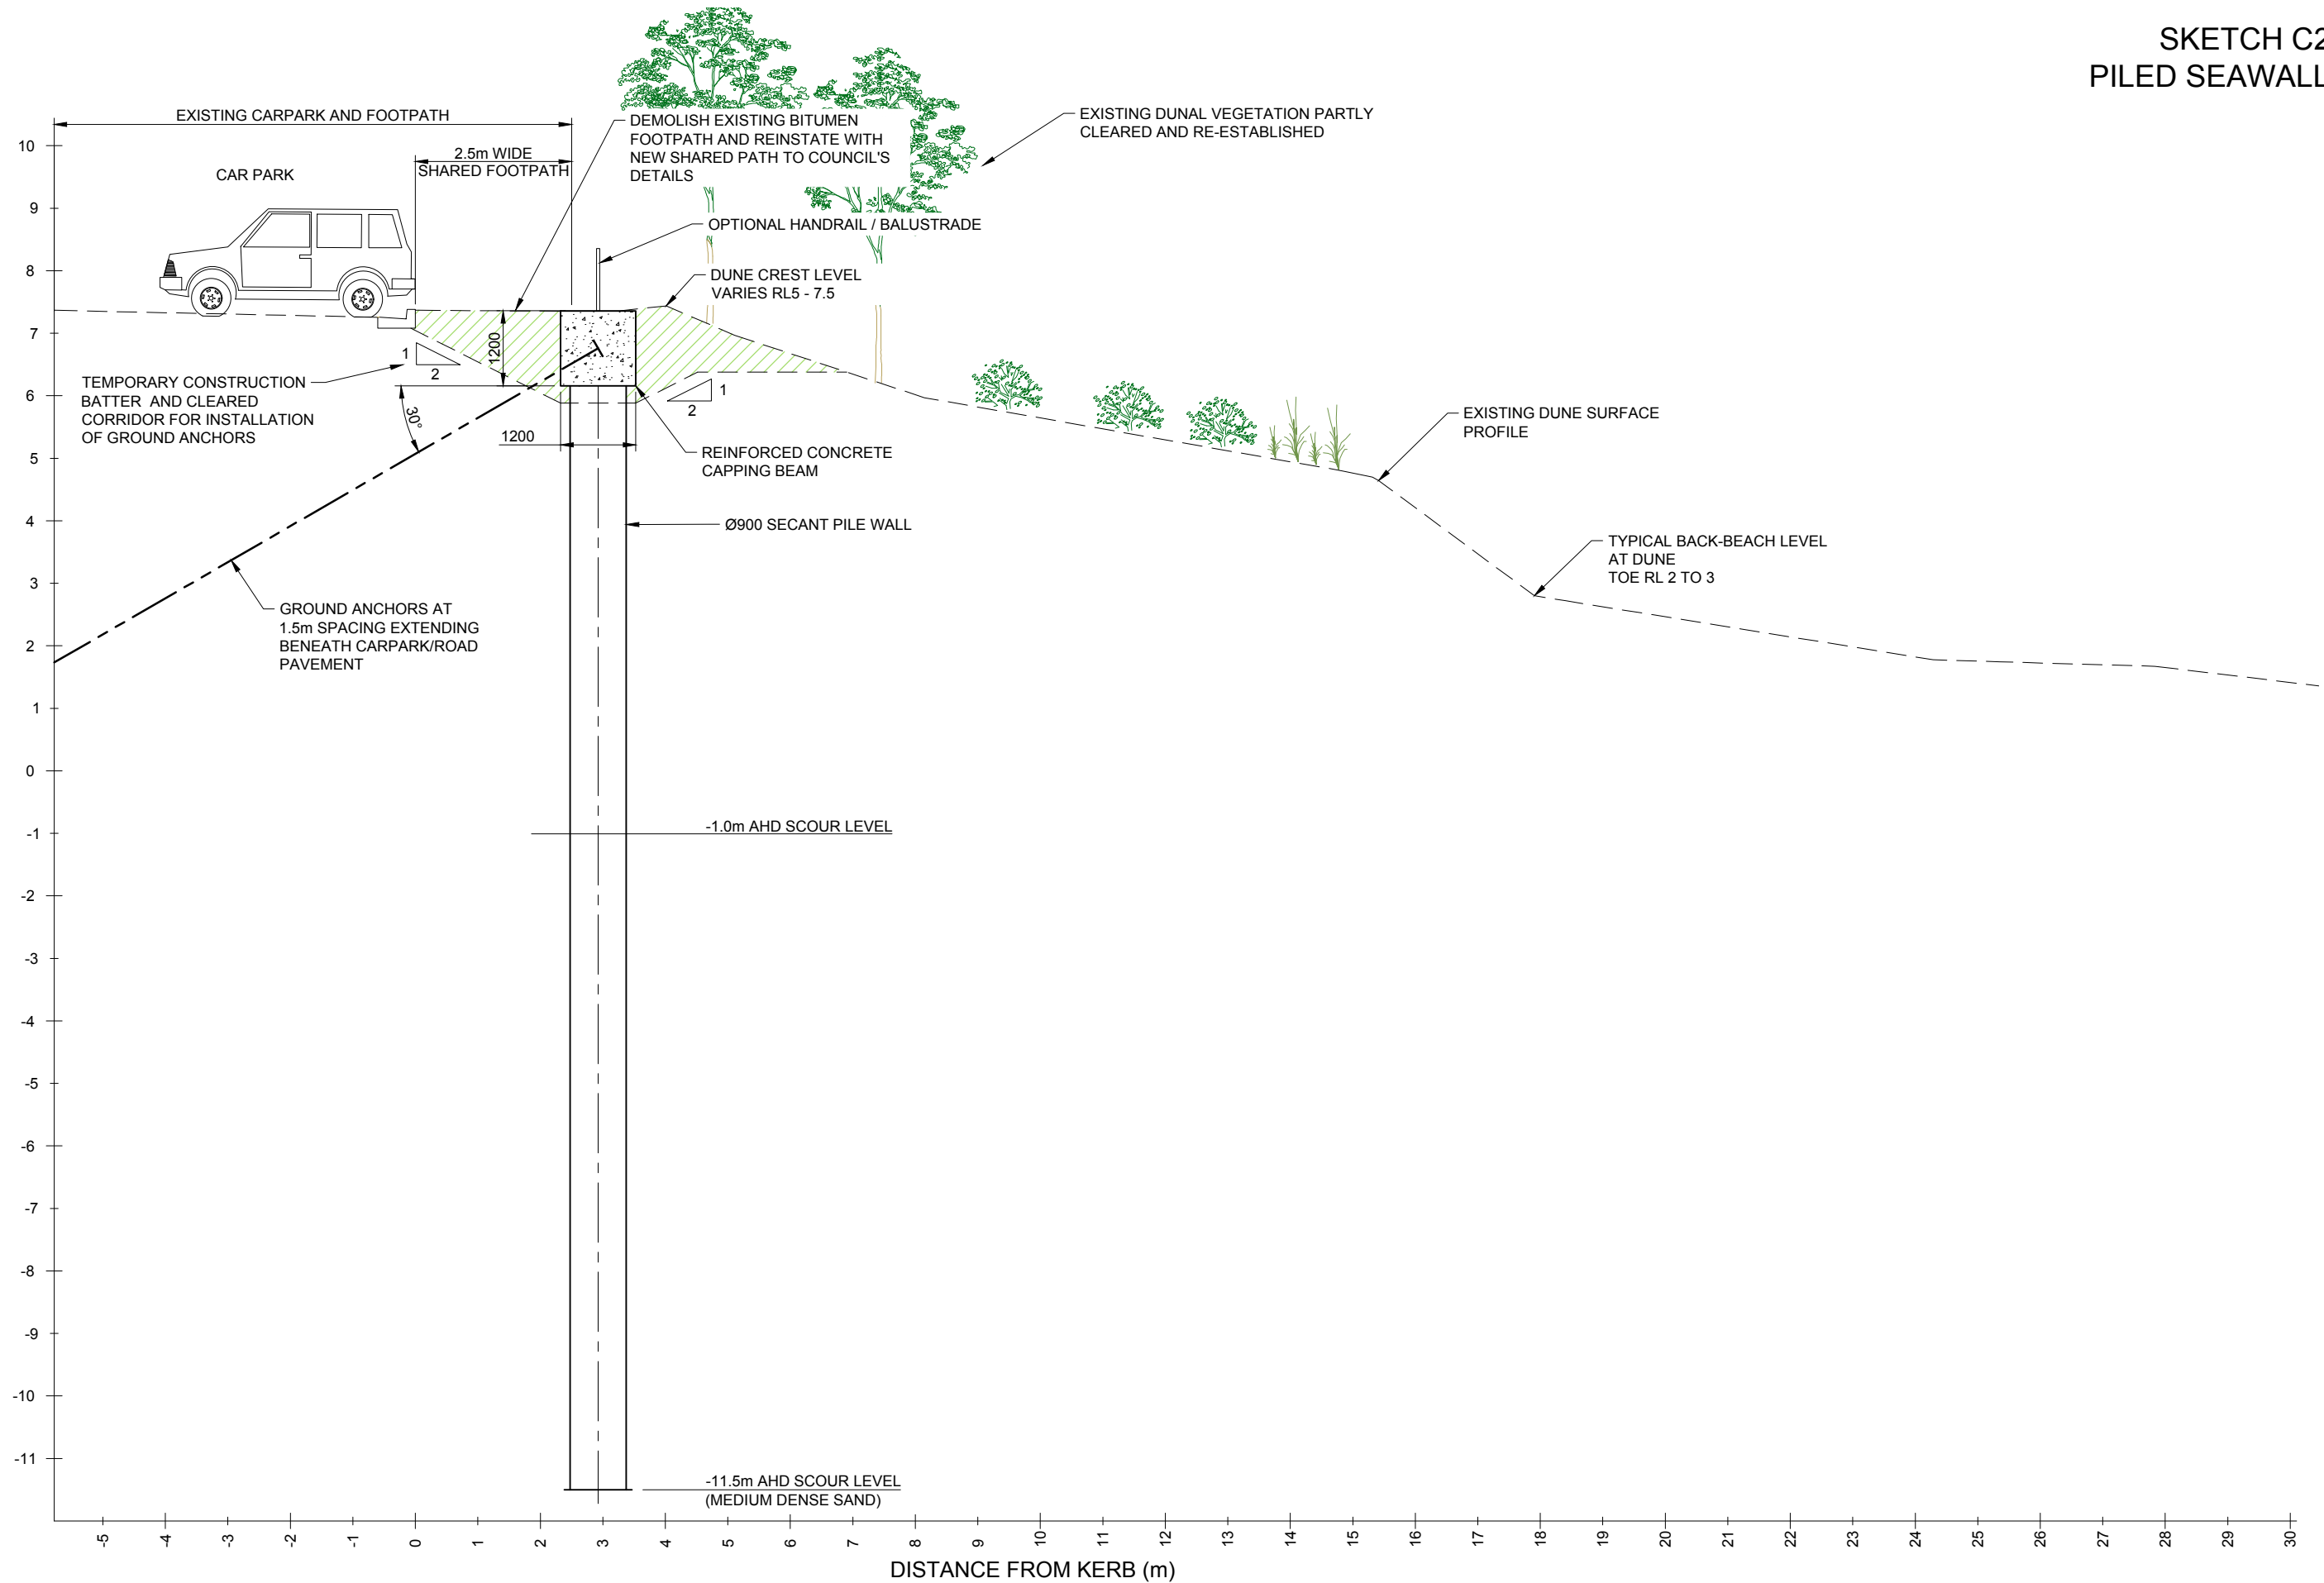 SKETCH C2
PILED SEAWALL
EXISTING CARPARK AND FOOTPATH
2.5m WIDE
SHARED FOOTPATH
CAR PARK
DEMOLISH EXISTING BITUMEN
FOOTPATH AND REINSTATE WITH
NEW SHARED PATH TO COUNCIL'S
DETAILS
EXISTING DUNAL VEGETATION PARTLY
CLEARED AND RE-ESTABLISHED
OPTIONAL HANDRAIL / BALUSTRADE
DUNE CREST LEVEL
VARIES RL5 - 7.5
1200
1
2
TEMPORARY CONSTRUCTION
BATTER AND CLEARED
CORRIDOR FOR INSTALLATION
OF GROUND ANCHORS
30°
1
2
1200
REINFORCED CONCRETE
CAPPING BEAM
EXISTING DUNE SURFACE
PROFILE
Ø900 SECANT PILE WALL
TYPICAL BACK-BEACH LEVEL
AT DUNE
TOE RL 2 TO 3
GROUND ANCHORS AT
1.5m SPACING EXTENDING
BENEATH CARPARK/ROAD
PAVEMENT
-1.0m AHD SCOUR LEVEL
-11.5m AHD SCOUR LEVEL
(MEDIUM DENSE SAND)
10
9
8
7
6
5
4
3
2
1
0
-1
-2
-3
-4
-5
-6
-7
-8
-9
-10
-11
-5 -4 -3 -2 -1 0 1 2 3 4 5 6 7 8 9 10 11 12 13 14 15 16 17 18 19 20 21 22 23 24 25 26 27 28 29 30
DISTANCE FROM KERB (m)